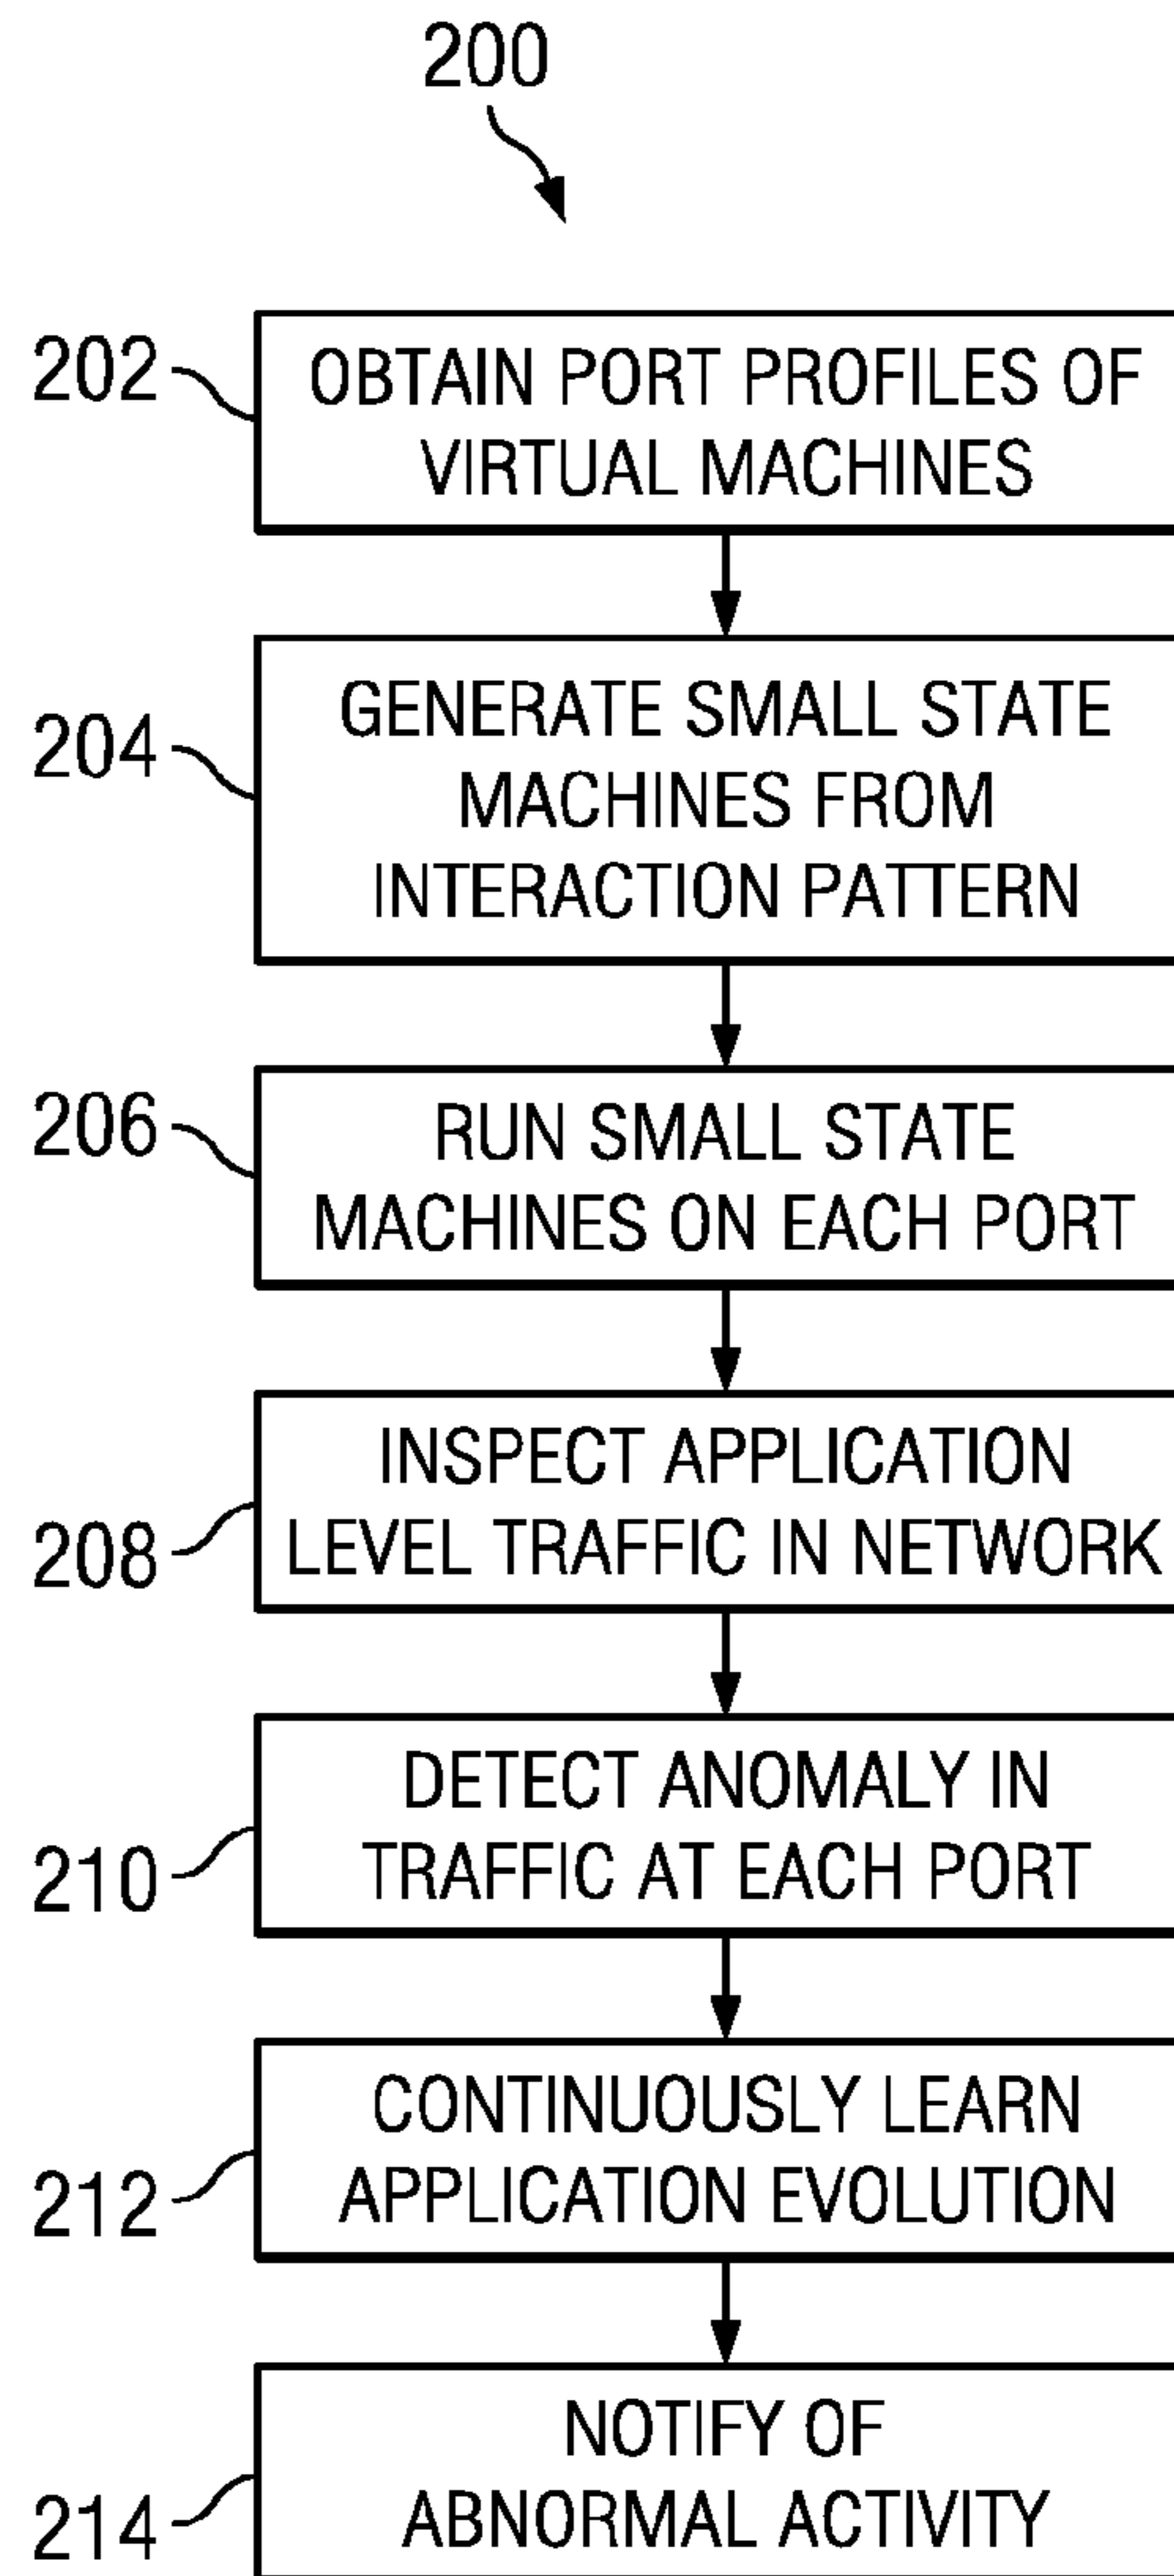 200
202
OBTAIN PORT PROFILES OF
VIRTUAL MACHINES
204
GENERATE SMALL STATE
MACHINES FROM
INTERACTION PATTERN
206
RUN SMALL STATE
MACHINES ON EACH PORT
208
INSPECT APPLICATION
LEVEL TRAFFIC IN NETWORK
210
DETECT ANOMALY IN
TRAFFIC AT EACH PORT
212
CONTINUOUSLY LEARN
APPLICATION EVOLUTION
214
NOTIFY OF
ABNORMAL ACTIVITY